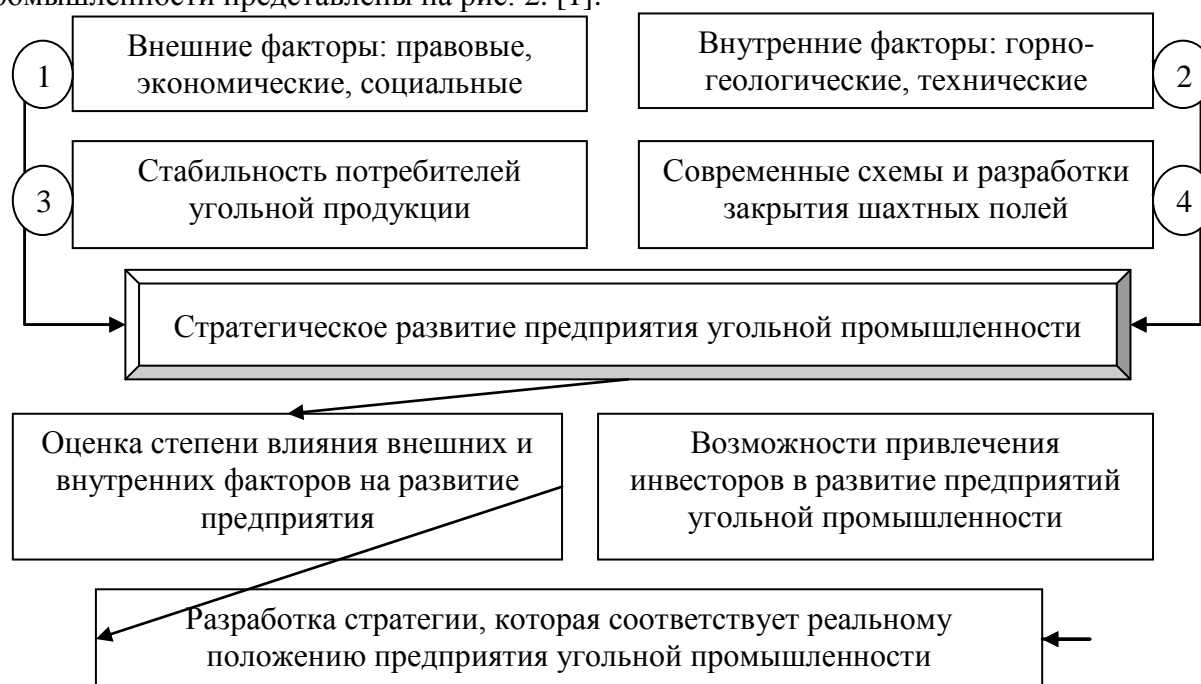 ромышленности представлены на рис. 2. [1].
1
Внешние факторы: правовые,
экономические, социальные
Внутренние факторы: горно-
геологические, технические
2
3
Стабильность потребителей
угольной продукции
Современные схемы и разработки
закрытия шахтных полей
4
Стратегическое развитие предприятия угольной промышленности
Оценка степени влияния внешних и
внутренних факторов на развитие
предприятия
Возможности привлечения
инвесторов в развитие предприятий
угольной промышленности
Разработка стратегии, которая соответствует реальному
положению предприятия угольной промышленности